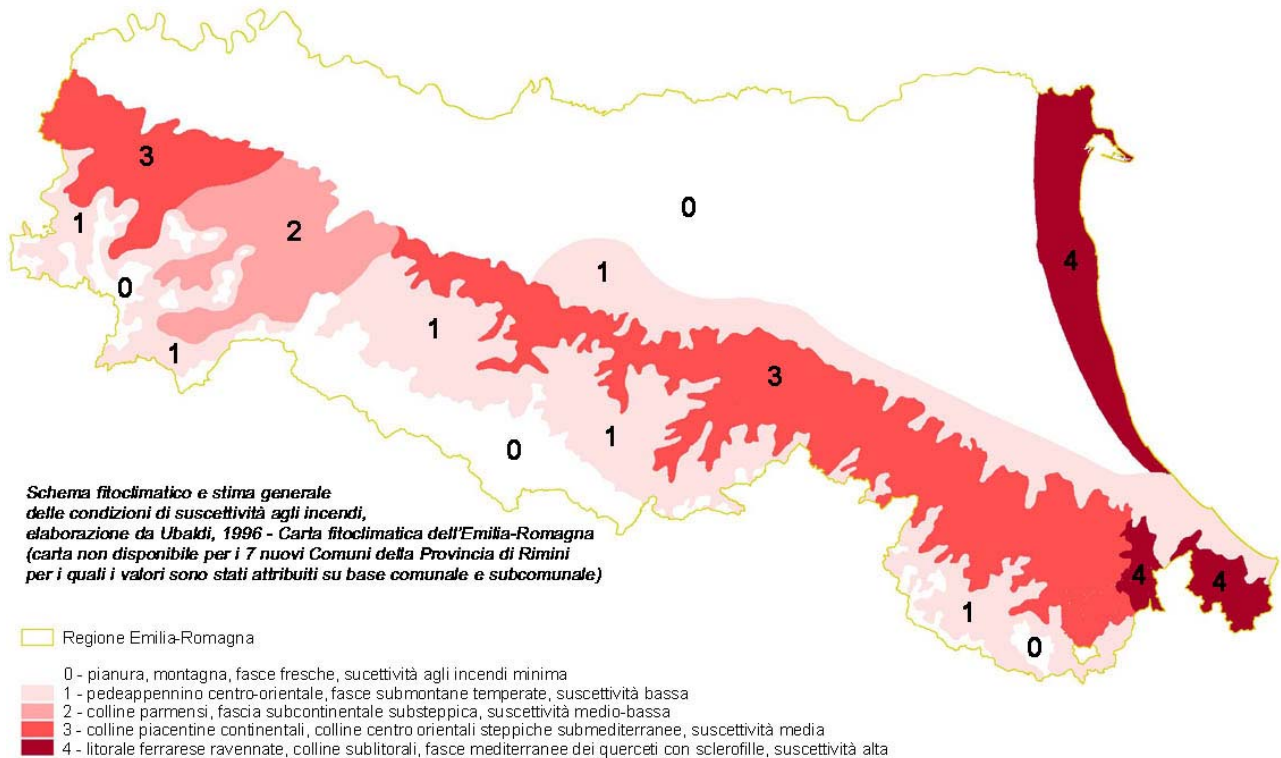 3
1
2
0
0
1
1
4
1
3
1
0
4
4
1
0
Schema fitoclimatico e stima generale
delle condizioni di suscettività agli incendi,
elaborazione da Ubaldi, 1996 - Carta fitoclimatica dell'Emilia-Romagna
(carta non disponibile per i 7 nuovi Comuni della Provincia di Rimini
per i quali i valori sono stati attribuiti su base comunale e subcomunale)
Regione Emilia-Romagna
0 - pianura, montagna, fasce fresche, sucettività agli incendi minima
1 - pedeappennino centro-orientale, fasce submontane temperate, suscettività bassa
2 - colline parmensi, fascia subcontinentale substeppica, suscettività medio-bassa
3 - colline piacentine continentali, colline centro orientali steppiche submediterranee, suscettività media
4 - litorale ferrarese ravennate, colline sublitorali, fasce mediterranee dei querceti con sclerofille, suscettività alta